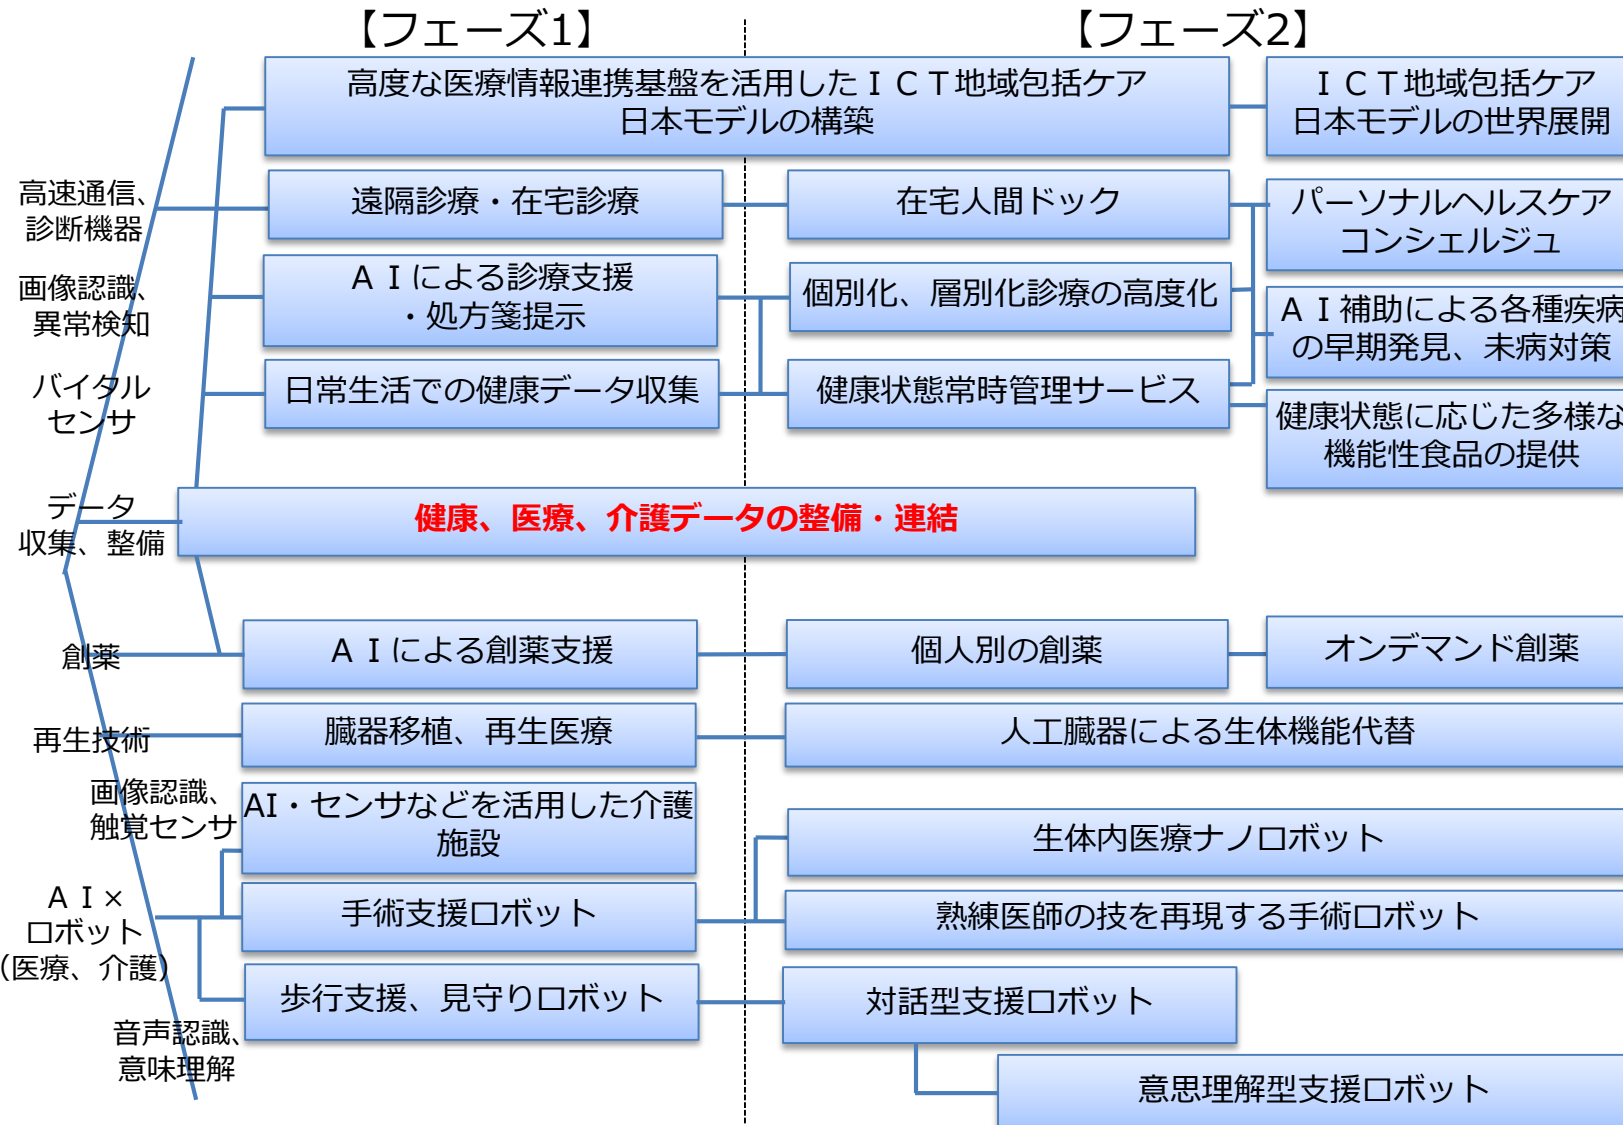 【フェーズ1】
【フェーズ2】
高度な医療情報連携基盤を活用したＩＣＴ地域包括ケア
日本モデルの構築
ＩＣＴ地域包括ケア
日本モデルの世界展開
高速通信、
診断機器
遠隔診療・在宅診療
在宅人間ドック
パーソナルヘルスケア
コンシェルジュ
画像認識、
異常検知
ＡＩによる診療支援
・処方箋提示
個別化、層別化診療の高度化
ＡＩ補助による各種疾病
の早期発見、未病対策
バイタル
センサ
日常生活での健康データ収集
健康状態常時管理サービス
健康状態に応じた多様な
機能性食品の提供
データ
収集、整備
健康、医療、介護データの整備・連結
創薬
ＡＩによる創薬支援
個人別の創薬
オンデマンド創薬
再生技術
臓器移植、再生医療
人工臓器による生体機能代替
画像認識、
触覚センサ
AI・センサなどを活用した介護
施設
生体内医療ナノロボット
ＡＩ×
ロボット
（医療、介護）
手術支援ロボット
熟練医師の技を再現する手術ロボット
歩行支援、見守りロボット
対話型支援ロボット
音声認識、
意味理解
意思理解型支援ロボット